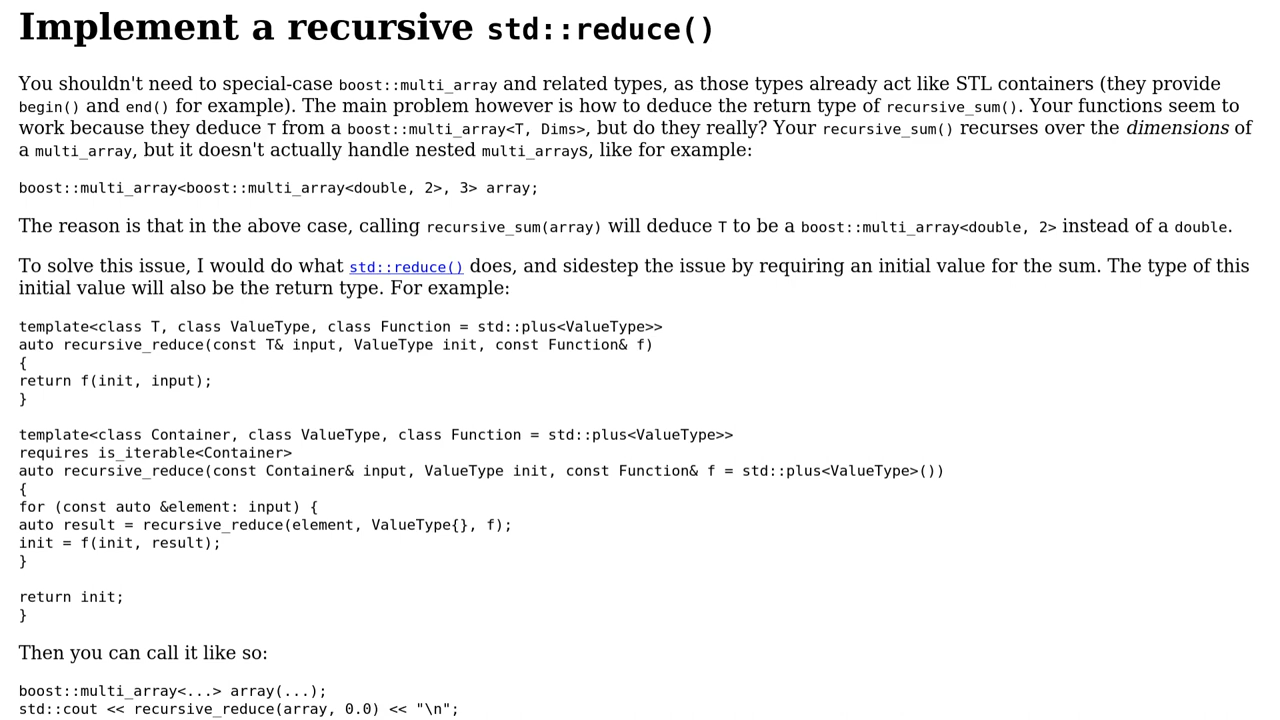 Implement a recursive std::reduce()
You shouldn't need to special-case boost::multi_array and related types, as those types already act like STL containers (they provide
begin() and end() for example). The main problem however is how to deduce the return type of recursive_sum(). Your functions seem to
work because they deduce T from a boost::multi_array<T, Dims>, but do they really? Your recursive_sum() recurses over the dimensions of
a multi_array, but it doesn't actually handle nested multi_arrays, like for example:
boost::multi_array<boost::multi_array<double, 2>, 3> array;
The reason is that in the above case, calling recursive_sum(array) will deduce T to be a boost::multi_array<double, 2> instead of a double.
To solve this issue, I would do what std::reduce() does, and sidestep the issue by requiring an initial value for the sum. The type of this
initial value will also be the return type. For example:
template<class T, class ValueType, class Function = std::plus<ValueType>>
auto recursive_reduce(const T& input, ValueType init, const Function& f)
{
return f(init, input);
}
template<class Container, class ValueType, class Function = std::plus<ValueType>>
requires is_iterable<Container>
auto recursive_reduce(const Container& input, ValueType init, const Function& f = std::plus<ValueType>())
{
for (const auto &element: input) {
auto result = recursive_reduce(element, ValueType{}, f);
init = f(init, result);
}
return init;
}
Then you can call it like so:
boost::multi_array<...> array(...);
std::cout << recursive_reduce(array, 0.0) << "\n";